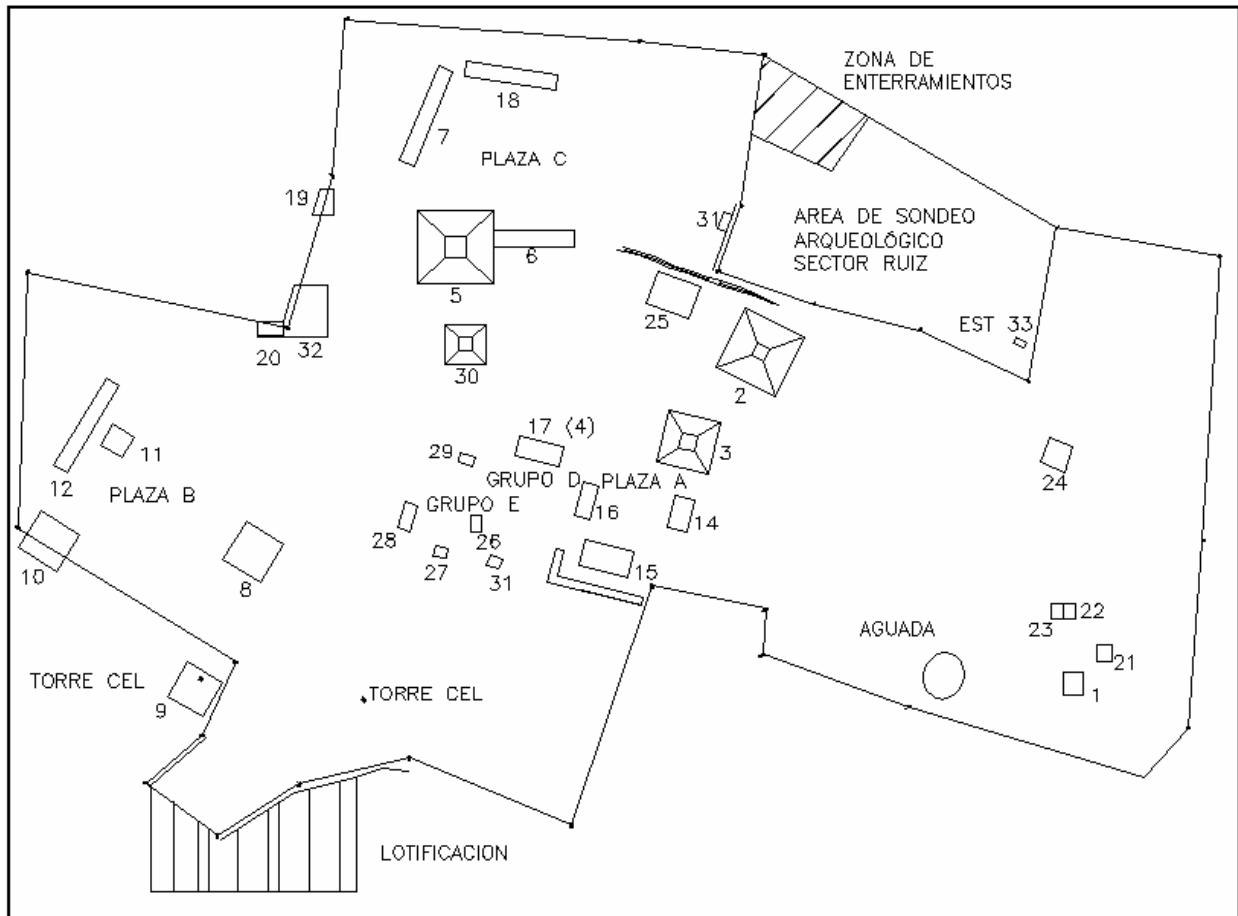 ZONA DE
ENTERRAMIENTOS
18
7
PLAZA C
19
31
AREA DE SONDEO
ARQUEOLÓGICO
SECTOR RUIZ
6
5
25
EST 33
20
32
30
2
17 (4)
3
11
29
24
12
GRUPO D
PLAZA A
PLAZA B
GRUPO E
16
14
28
26
10
27
31
15
8
AGUADA
23
22
21
TORRE CEL
1
TORRE CEL
9
LOTIFICACION